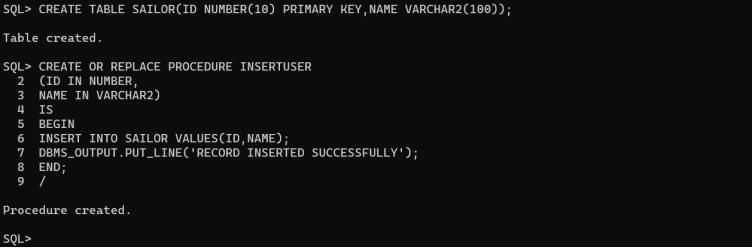 SQL> CREATE TABLE SAILOR(ID NUMBER(10) PRIMARY KEY,NAME VARCHAR2(100));
Table created.
SQL> CREATE OR REPLACE PROCEDURE INSERTUSER
  2  (ID IN NUMBER,
  3  NAME IN VARCHAR2)
  4  IS
  5  BEGIN
  6  INSERT INTO SAILOR VALUES(ID,NAME);
  7  DBMS_OUTPUT.PUT_LINE('RECORD INSERTED SUCCESSFULLY');
  8  END;
  9  /
Procedure created.
SQL>